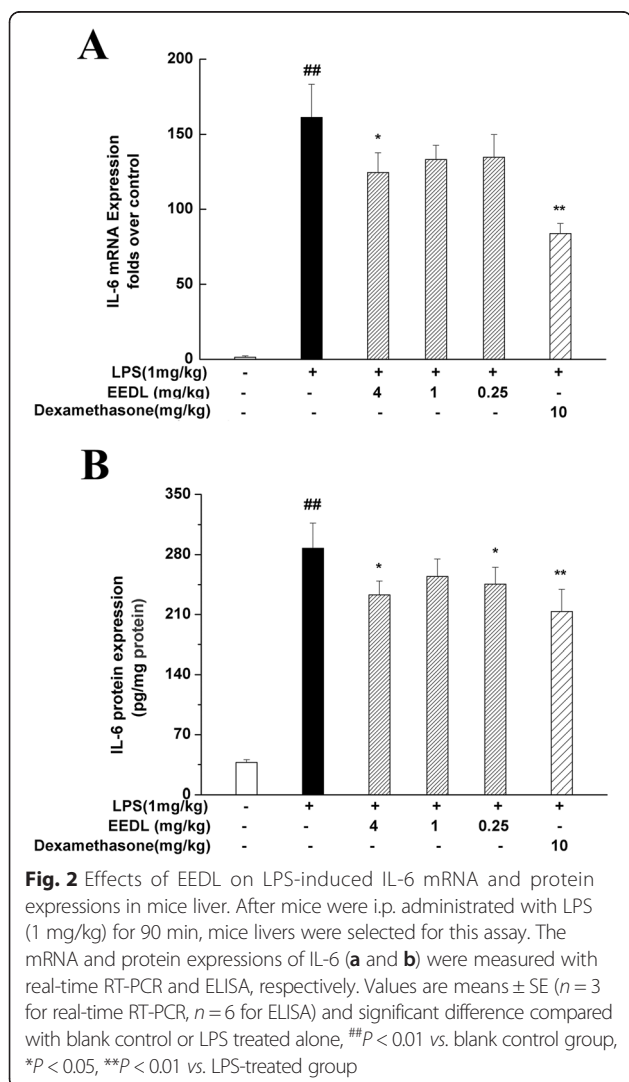 A
200
##
150
*
100
**
50
0
IL-6 mRNA Expression
folds over control
LPS(1mg/kg) - + + + + +
EEDL (mg/kg) - - 4 1 0.25 -
Dexamethasone(mg/kg) - - - - - 10
B
350
##
280
*
*
**
210
140
70
0
IL-6 protein expression
(pg/mg protein)
LPS(1mg/kg) - + + + + +
EEDL (mg/kg) - - 4 1 0.25 -
Dexamethasone(mg/kg) - - - - - 10
Fig. 2 Effects of EEDL on LPS-induced IL-6 mRNA and protein
expressions in mice liver. After mice were i.p. administrated with LPS
(1 mg/kg) for 90 min, mice livers were selected for this assay. The
mRNA and protein expressions of IL-6 (a and b) were measured with
real-time RT-PCR and ELISA, respectively. Values are means ± SE (n = 3
for real-time RT-PCR, n = 6 for ELISA) and significant difference compared
with blank control or LPS treated alone, ##P < 0.01 vs. blank control group,
*P < 0.05, **P < 0.01 vs. LPS-treated group